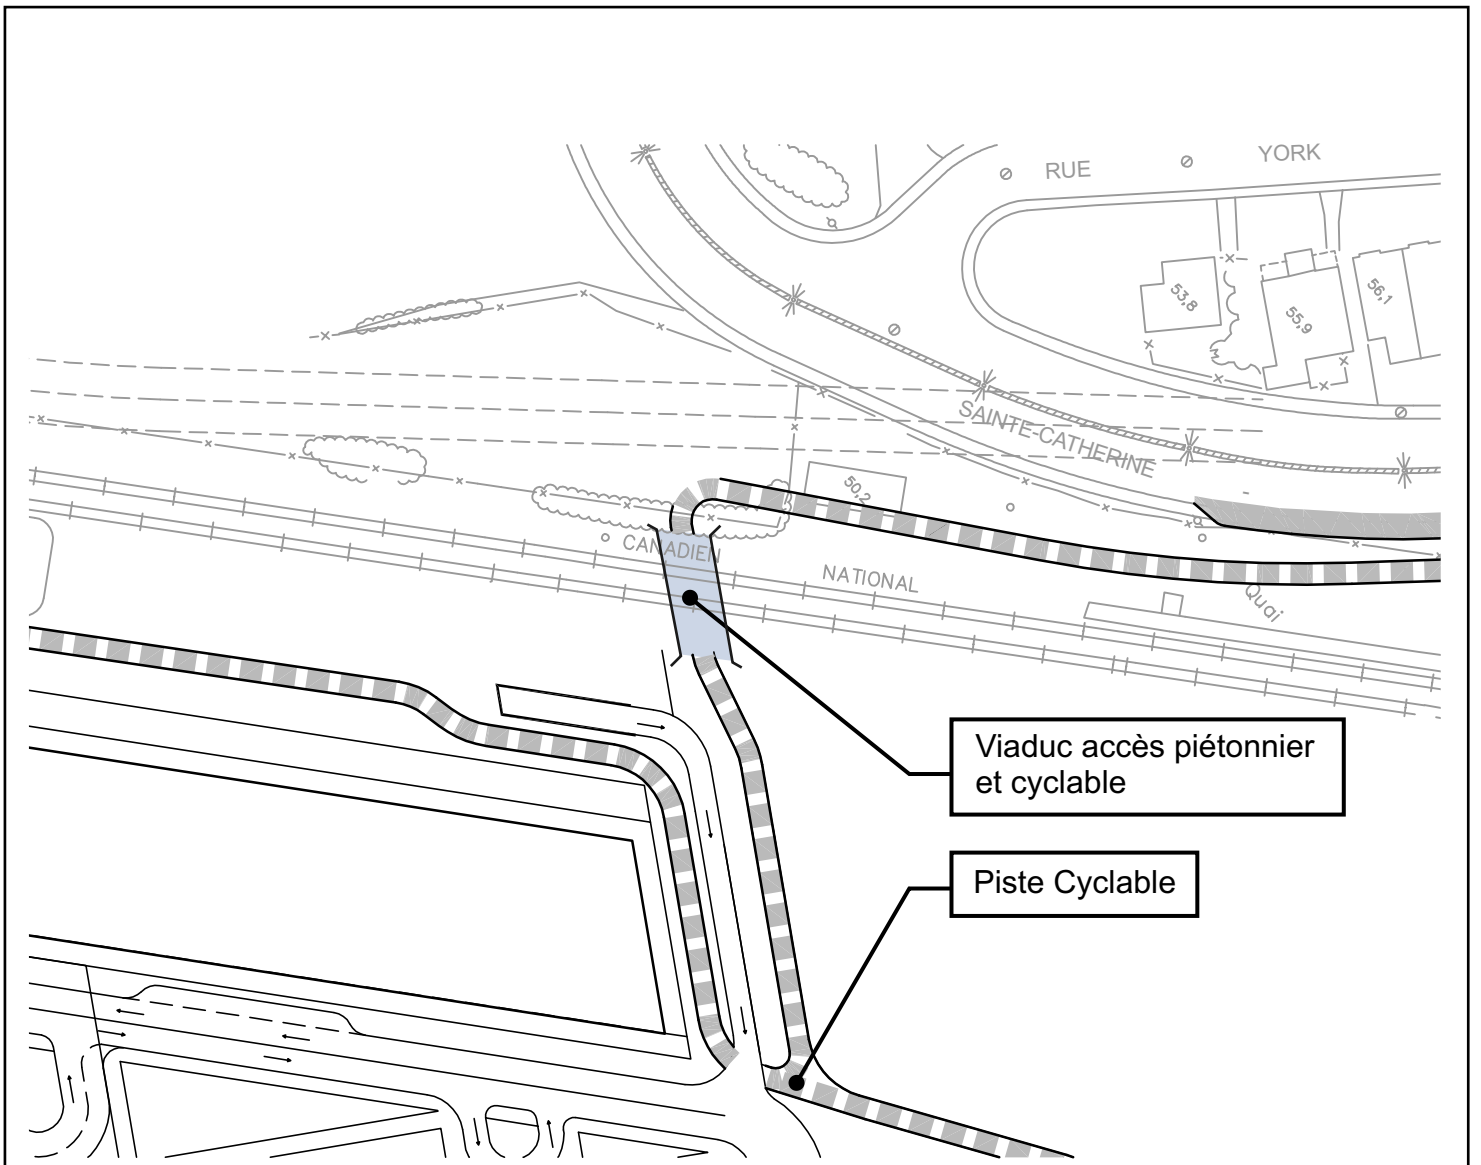 RUE YORK
53,8
55,9
56,1
SAINTE-CATHERINE
50,2
CANADIEN NATIONAL
Quai
Viaduc accès piétonnier
et cyclable
Piste Cyclable